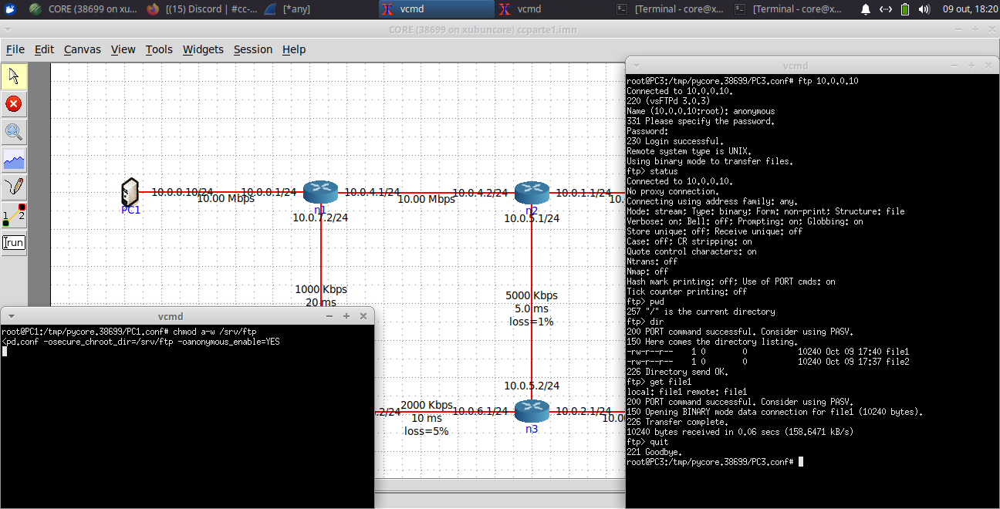 CORE (38699 on xu...
[(15) Discord | #cc-...
[*any]
vcmd
vcmd
[Terminal - core@x...
[Terminal - core@x...
09 out, 18:20
CORE (38699 on xubuncore) ccparte1.imn
File Edit Canvas View Tools Widgets Session Help
1 2
run
PC1
10.0.0.10/24
10.0.0.1/24
10.00 Mbps
n1
10.0.7.2/24
10.0.4.1/24
10.0.4.2/24
10.00 Mbps
n2
10.0.5.1/24
10.0.1.1/24
10.
1000 Kbps
20 ms
5000 Kbps
5.0 ms
loss=1%
10.0.5.2/24
.2/24
2000 Kbps
10 ms
loss=5%
10.0.6.1/24
10.0.2.1/24
10.00
n3
vcmd
root@PC1:/tmp/pycore.38699/PC1.conf# chmod a-w /srv/ftp
<pd.conf -osecure_chroot_dir=/srv/ftp -oanonymous_enable=YES
vcmd
root@PC3:/tmp/pycore.38699/PC3.conf# ftp 10.0.0.10
Connected to 10.0.0.10.
220 (vsFTPd 3.0.3)
Name (10.0.0.10:root): anonymous
331 Please specify the password.
Password:
230 Login successful.
Remote system type is UNIX.
Using binary mode to transfer files.
ftp> status
Connected to 10.0.0.10.
No proxy connection.
Connecting using address family: any.
Mode: stream; Type: binary; Form: non-print; Structure: file
Verbose: on; Bell: off; Prompting: on; Globbing: on
Store unique: off; Receive unique: off
Case: off; CR stripping: on
Quote control characters: on
Ntrans: off
Nmap: off
Hash mark printing: off; Use of PORT cmds: on
Tick counter printing: off
ftp> pwd
257 "/" is the current directory
ftp> dir
200 PORT command successful. Consider using PASV.
150 Here comes the directory listing.
-rw-r--r-- 1 0 0 10240 Oct 09 17:40 file1
-rw-r--r-- 1 0 0 10240 Oct 09 17:37 file2
226 Directory send OK.
ftp> get file1
local: file1 remote: file1
200 PORT command successful. Consider using PASV.
150 Opening BINARY mode data connection for file1 (10240 bytes).
226 Transfer complete.
10240 bytes received in 0.06 secs (158.6471 kB/s)
ftp> quit
221 Goodbye.
root@PC3:/tmp/pycore.38699/PC3.conf#